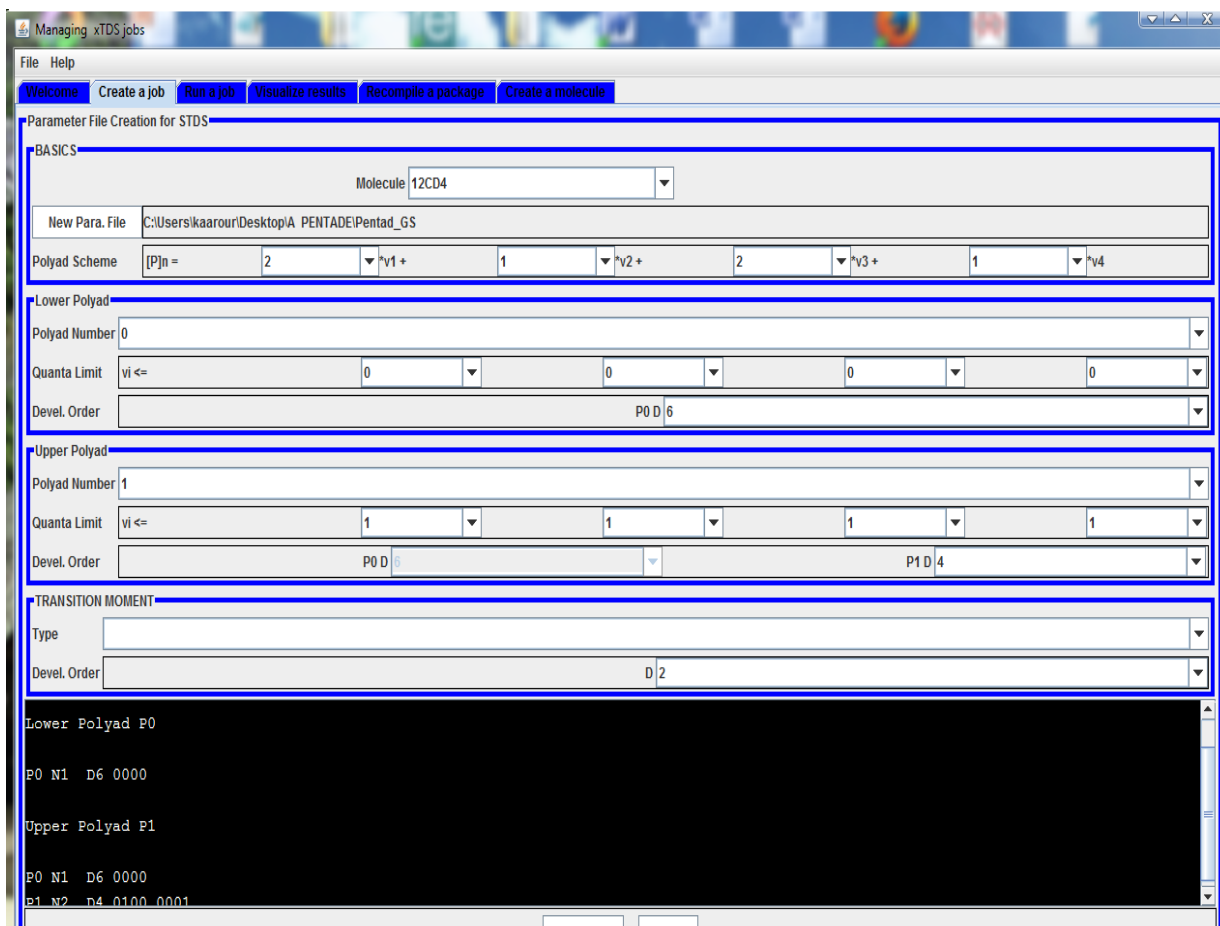 Managing xTDS jobs
File Help
Welcome Create a job Run a job Visualize results Recompile a package Create a molecule
Parameter File Creation for STDS
BASICS
Molecule 12CD4
New Para. File C:\Users\kaarour\Desktop\A PENTADE\Pentad_GS
Polyad Scheme [P]n = 2 *v1 + 1 *v2 + 2 *v3 + 1 *v4
Lower Polyad
Polyad Number 0
Quanta Limit vi <= 0 0 0 0
Devel. Order P0 D 6
Upper Polyad
Polyad Number 1
Quanta Limit vi <= 1 1 1 1
Devel. Order P0 D 6 P1 D 4
TRANSITION MOMENT
Type
Devel. Order D 2
Lower Polyad P0
P0 N1 D6 0000
Upper Polyad P1
P0 N1 D6 0000
P1 N2 D4 0100 0001